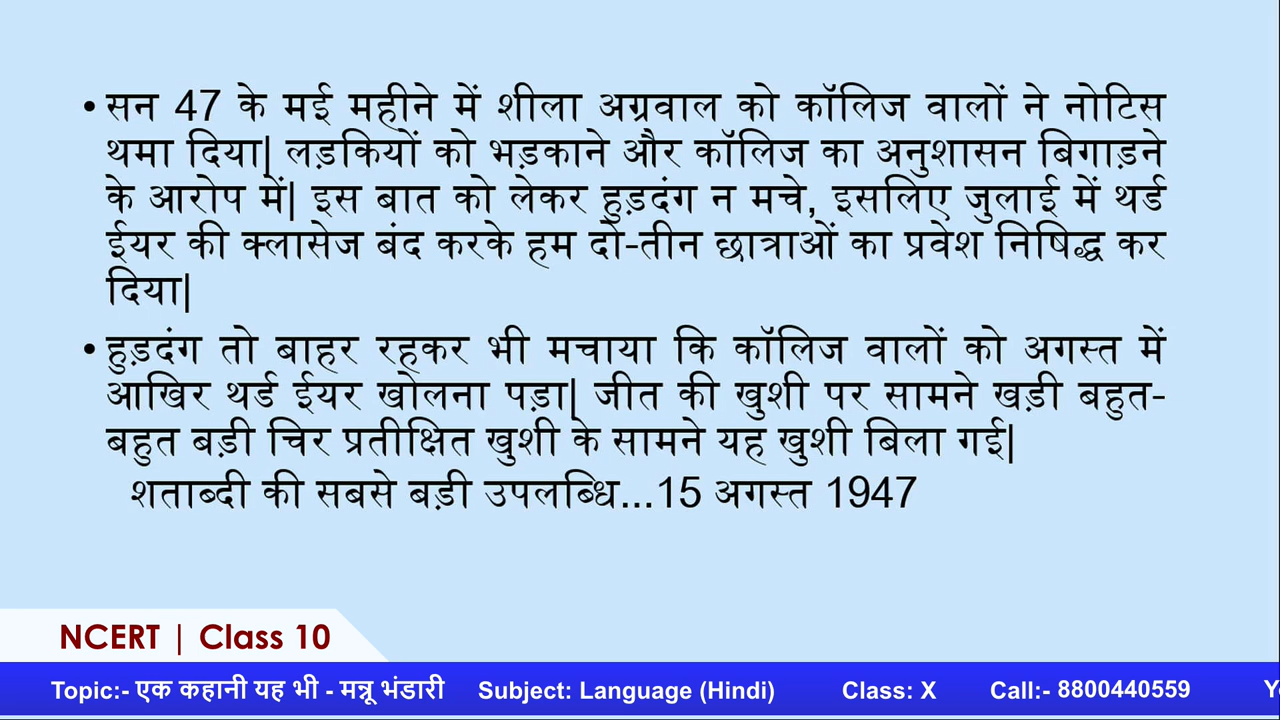 • सन 47 के मई महीने में शीला अग्रवाल को कॉलिज वालों ने नोटिस
थमा दिया| लड़कियों को भड़काने और कॉलिज का अनुशासन बिगाड़ने
के आरोप में| इस बात को लेकर हुड़दंग न मचे, इसलिए जुलाई में थर्ड
ईयर की क्लासेज बंद करके हम दो-तीन छात्राओं का प्रवेश निषिद्ध कर
दिया|
• हुड़दंग तो बाहर रहकर भी मचाया कि कॉलिज वालों को अगस्त में
आखिर थर्ड ईयर खोलना पड़ा| जीत की खुशी पर सामने खड़ी बहुत-
बहुत बड़ी चिर प्रतीक्षित खुशी के सामने यह खुशी बिला गई|
शताब्दी की सबसे बड़ी उपलब्धि...15 अगस्त 1947
NCERT | Class 10
Topic:- एक कहानी यह भी - मन्नू भंडारी Subject: Language (Hindi) Class: X Call:- 8800440559